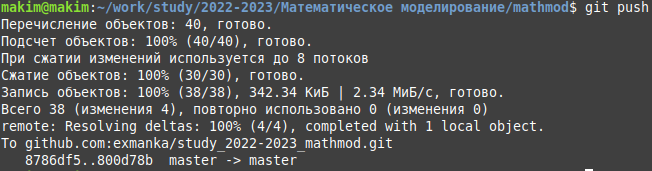 makim@makim:~/work/study/2022-2023/Математическое моделирование/mathmod$ git push
Перечисление объектов: 40, готово.
Подсчет объектов: 100% (40/40), готово.
При сжатии изменений используется до 8 потоков
Сжатие объектов: 100% (30/30), готово.
Запись объектов: 100% (38/38), 342.34 КиБ | 2.34 МиБ/с, готово.
Всего 38 (изменения 4), повторно использовано 0 (изменения 0)
remote: Resolving deltas: 100% (4/4), completed with 1 local object.
To github.com:exmanka/study_2022-2023_mathmod.git
   8786df5..800d78b  master -> master